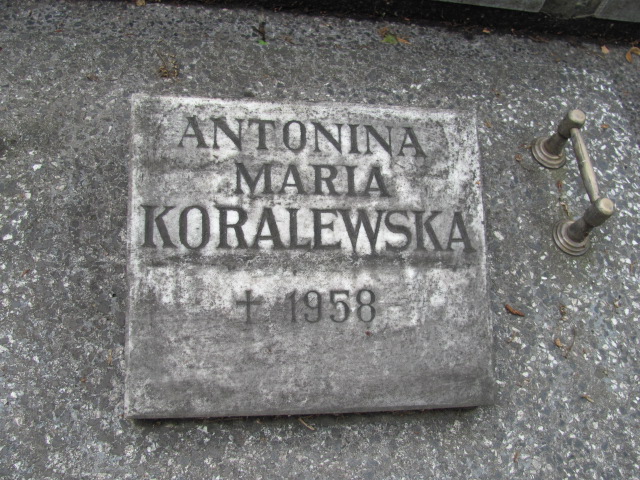 ANTONINA
MARIA
KORALEWSKA
✝ 1958